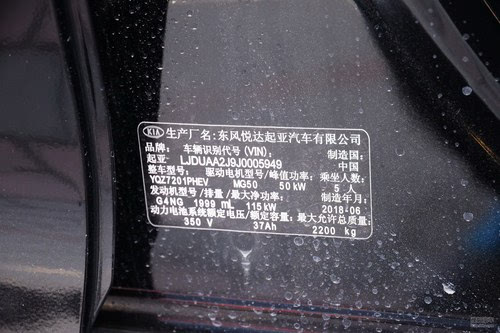 KIA 生产厂名:东风悦达起亚汽车有限公司
品牌: 车辆识别代号(VIN): 制造国:
起亚 LJDUAA2J9J0005949 中国
整车型号: 驱动电机型号/峰值功率: 乘坐人数:
YQZ7201PHEV MG50 50kW 5 人
发动机型号/排量/最大净功率: 制造年月:
G4NG 1999 mL 115kW 2018-06
动力电池系统额定电压/额定容量: 最大允许总质量:
350 V 37Ah 2200 kg